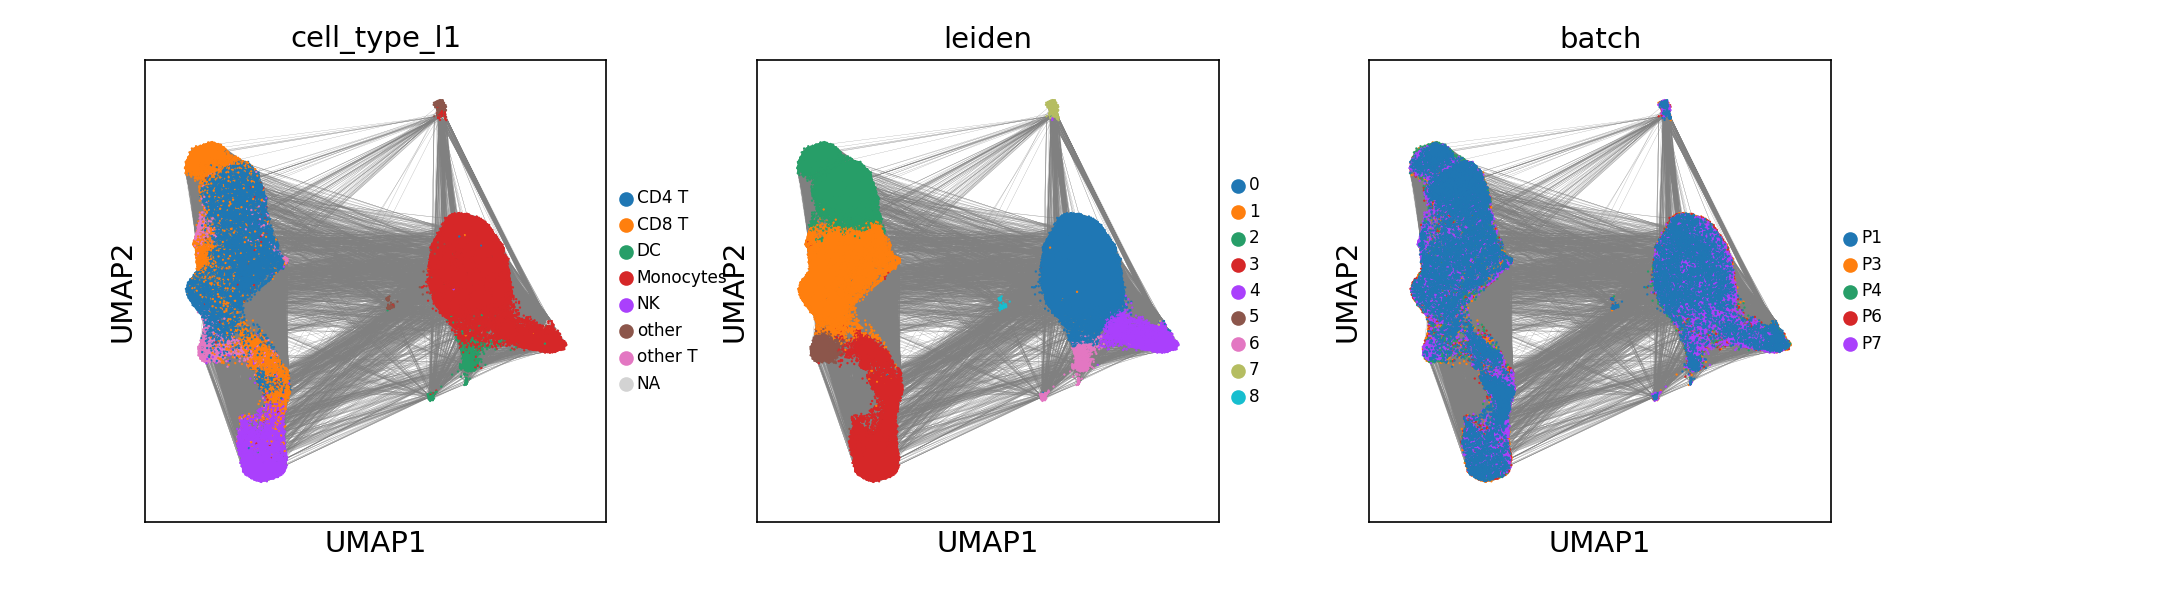 cell_type_l1
UMAP2
UMAP1
CD4 T
CD8 T
DC
Monocytes
NK
other
other T
NA
leiden
UMAP2
UMAP1
0
1
2
3
4
5
6
7
8
batch
UMAP2
UMAP1
P1
P3
P4
P6
P7